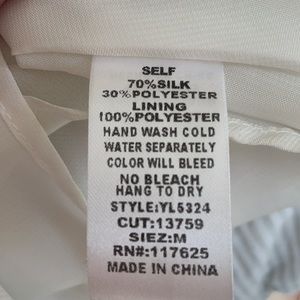 SELF
70%SILK
30%POLYESTER
LINING
100%POLYESTER
HAND WASH COLD
WATER SEPARATELY
COLOR WILL BLEED
NO BLEACH
HANG TO DRY
STYLE:YL5324
CUT:13759
SIEZ:M
RN#:117625
MADE IN CHINA